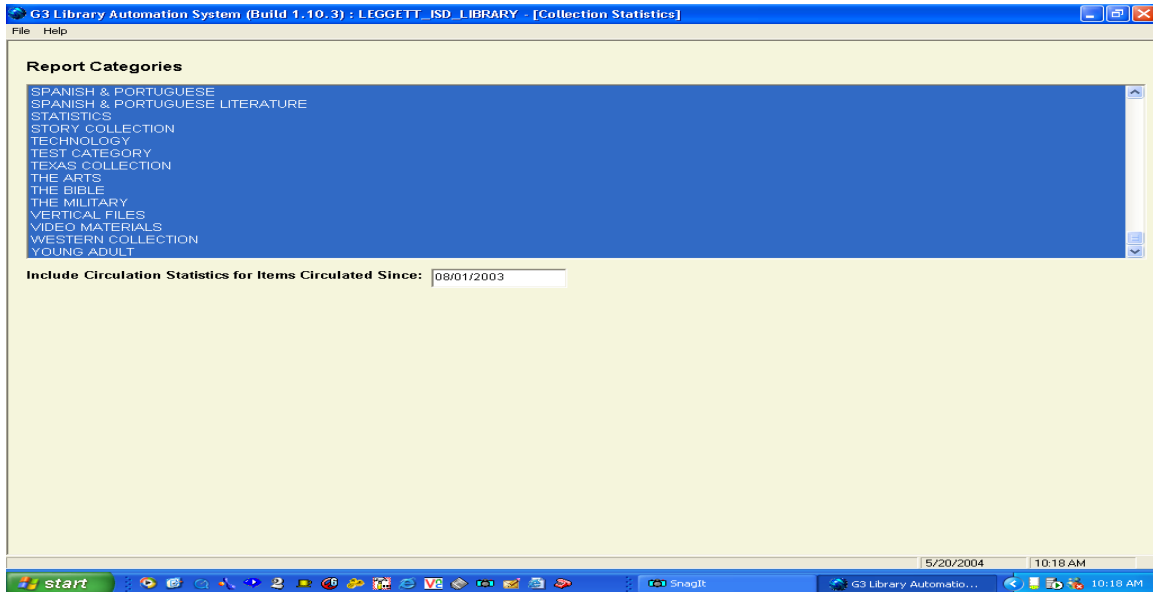 G3 Library Automation System (Build 1.10.3) : LEGGETT_ISD_LIBRARY - [Collection Statistics]
File Help
Report Categories
SPANISH & PORTUGUESE
SPANISH & PORTUGUESE LITERATURE
STATISTICS
STORY COLLECTION
TECHNOLOGY
TEST CATEGORY
TEXAS COLLECTION
THE ARTS
THE BIBLE
THE MILITARY
VERTICAL FILES
VIDEO MATERIALS
WESTERN COLLECTION
YOUNG ADULT
Include Circulation Statistics for Items Circulated Since: 08/01/2003
5/20/2004 10:18 AM
start SnagIt G3 Library Automatio... 10:18 AM